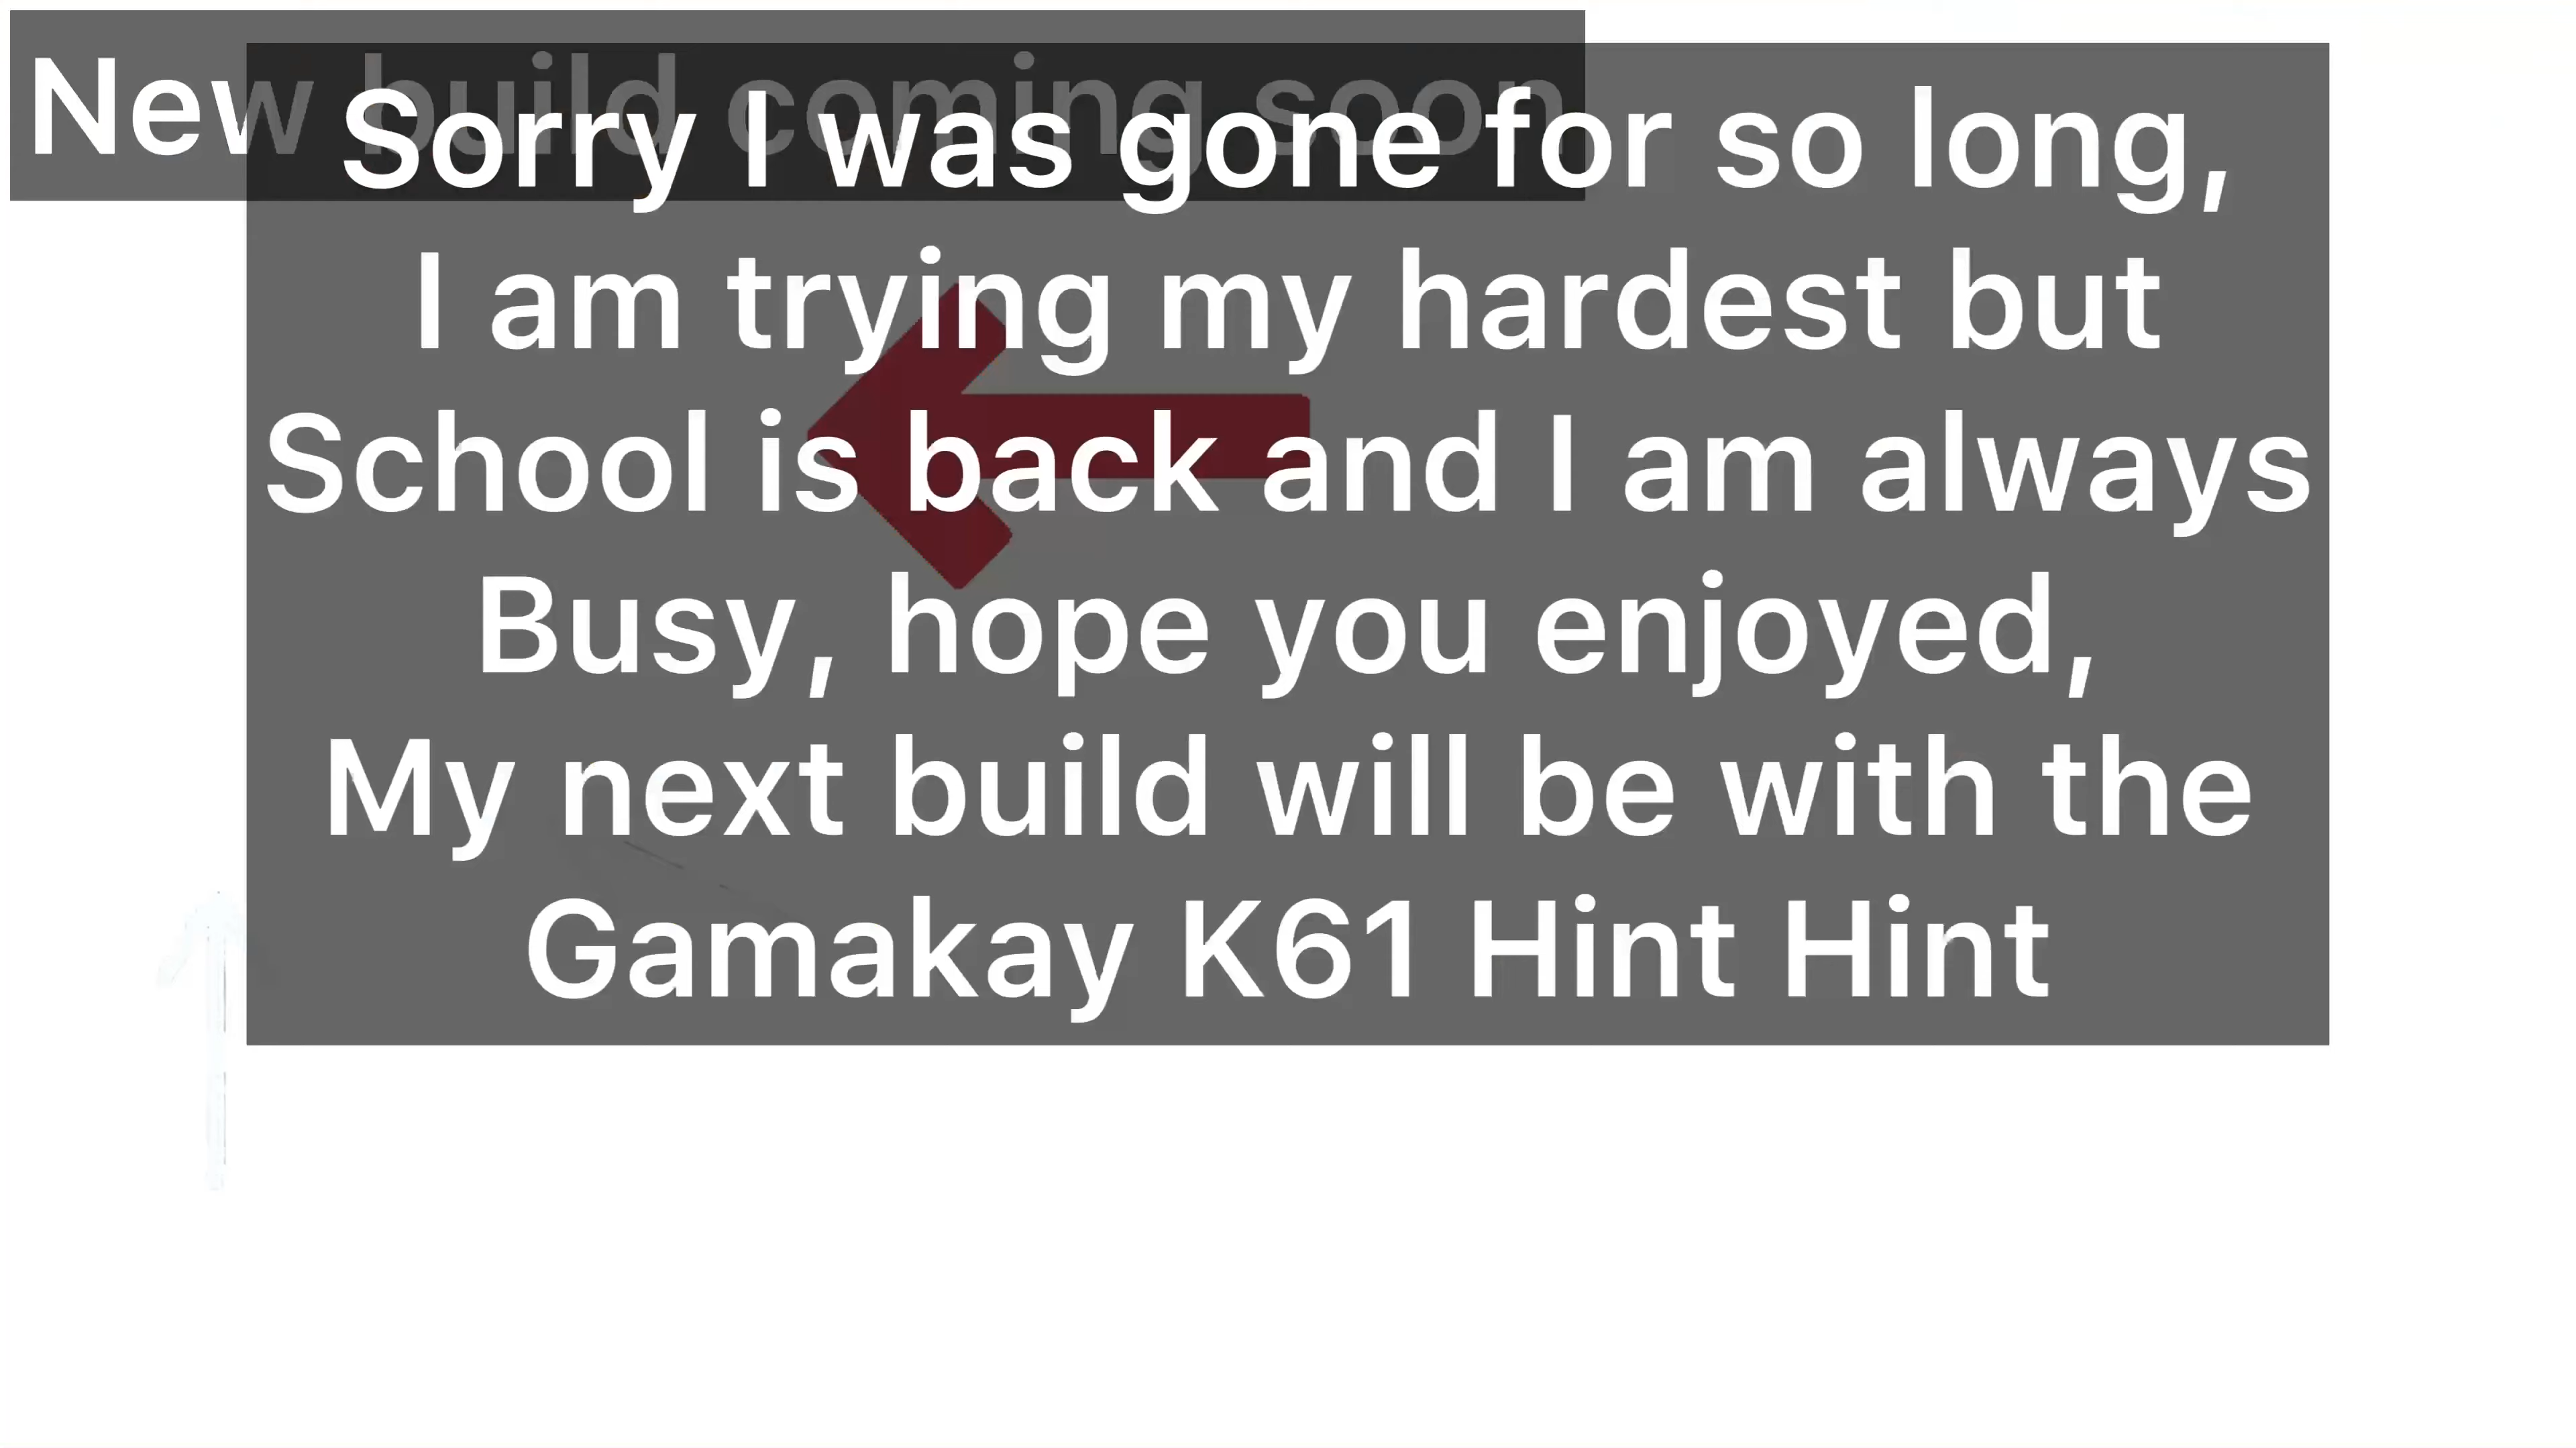 New build coming soon
Sorry I was gone for so long,
I am trying my hardest but
School is back and I am always
Busy, hope you enjoyed,
My next build will be with the
Gamakay K61 Hint Hint